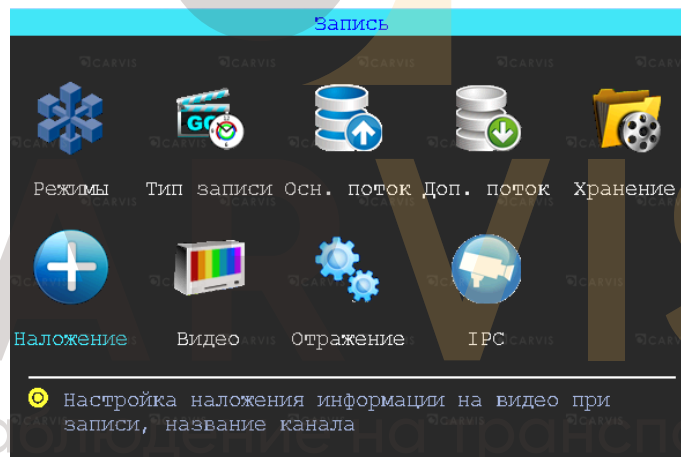 Запись
Режимы Тип записи Осн. поток Доп. поток Хранение
Наложение Видео Отражение IPC
Настройка наложения информации на видео при
записи, название канала